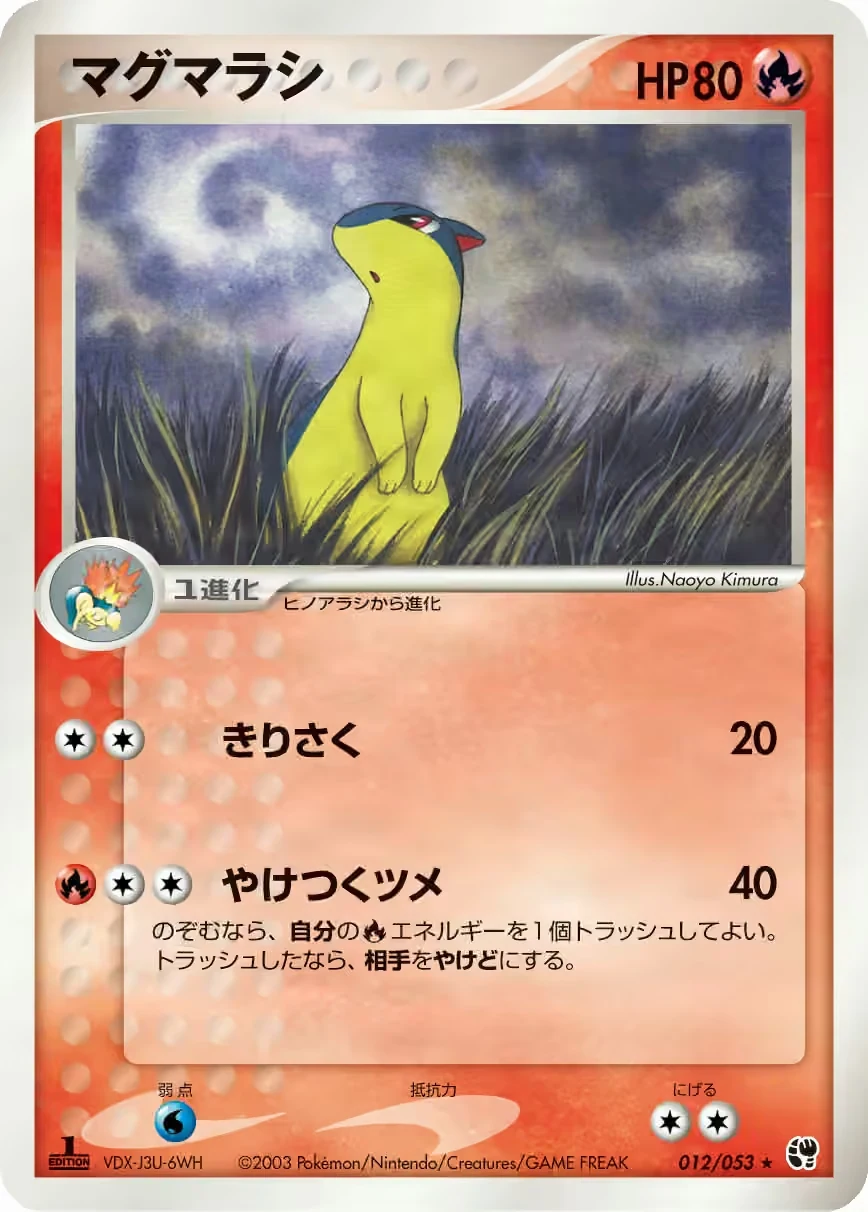 マグマラシ HP80
Illus.Naoyo Kimura
1進化
ヒノアラシから進化
きりさく 20
やけつくツメ 40
のぞむなら、自分のエネルギーを1個トラッシュしてよい。
トラッシュしたなら、相手をやけどにする。
弱点 抵抗力 にげる
1 EDITION VDX-J3U-6WH ©2003 Pokémon/Nintendo/Creatures/GAME FREAK 012/053 ★